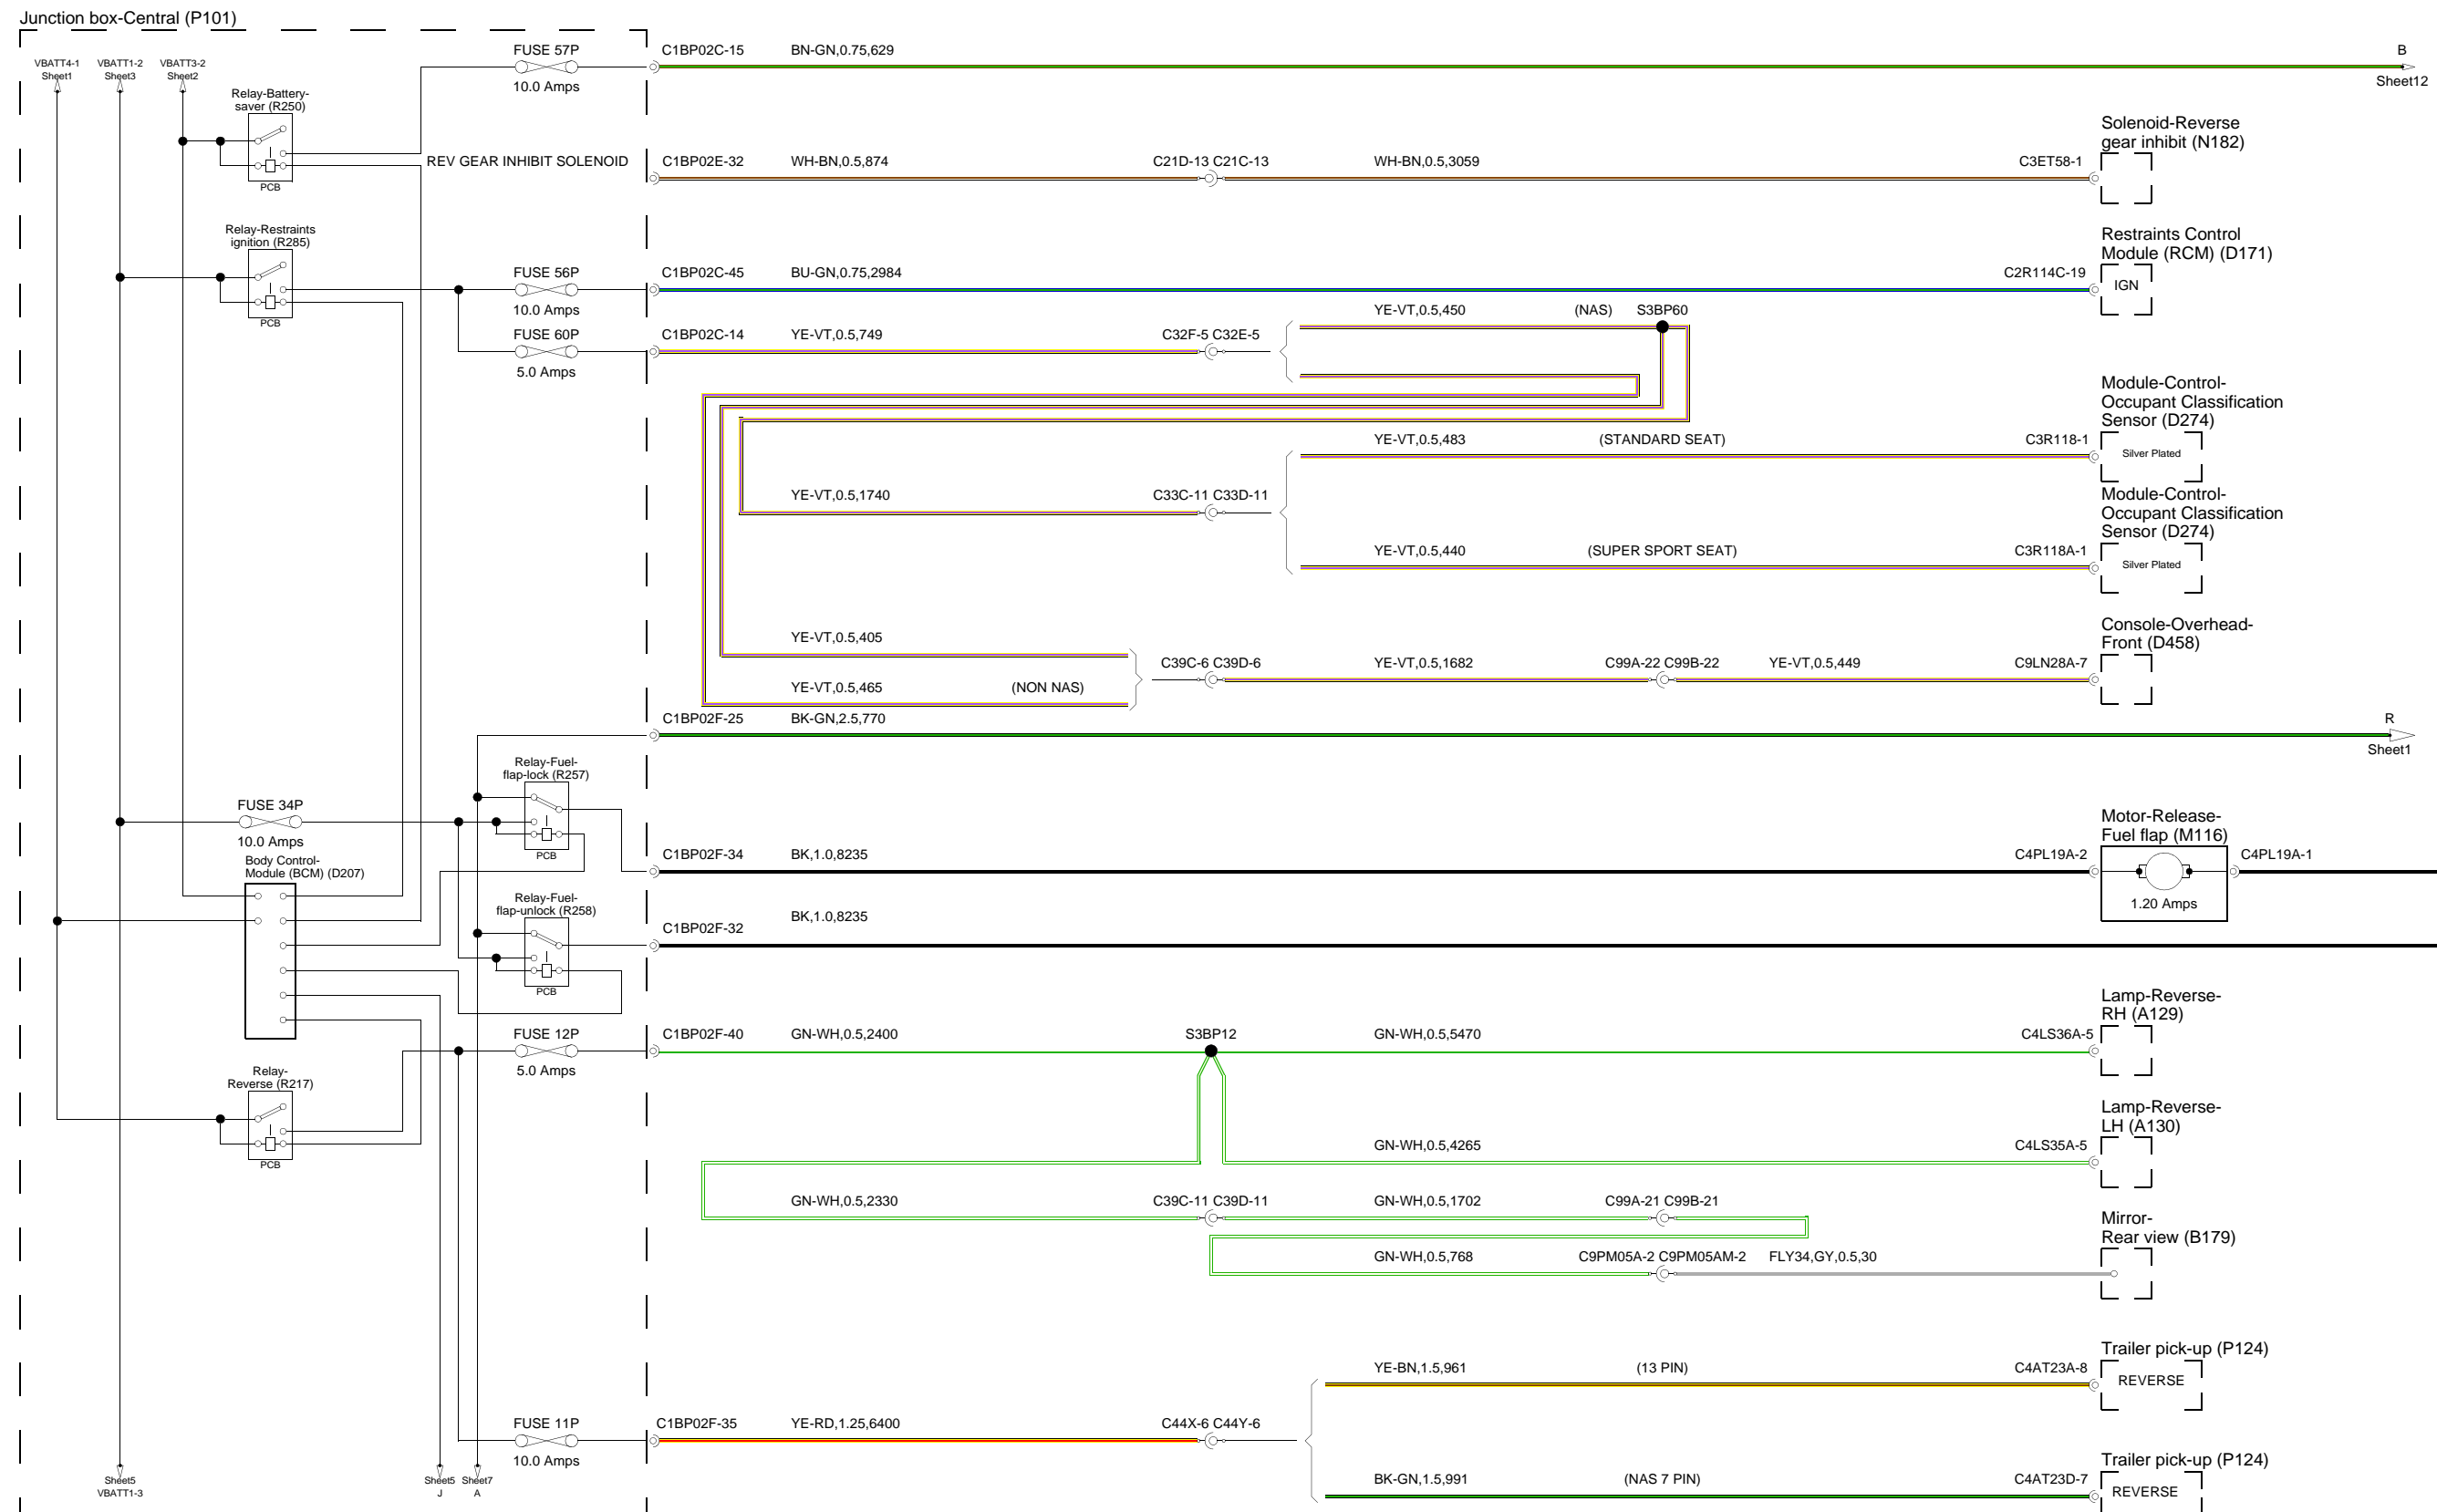 Junction box-Central (P101)
VBATT4-1
Sheet1
VBATT1-2
Sheet3
VBATT3-2
Sheet2
FUSE 57P
10.0 Amps
C1BP02C-15
BN-GN,0.75,629
B
Sheet12
Relay-Battery-
saver (R250)
PCB
REV GEAR INHIBIT SOLENOID
C1BP02E-32
WH-BN,0.5,874
C21D-13 C21C-13
WH-BN,0.5,3059
C3ET58-1
Solenoid-Reverse
gear inhibit (N182)
Relay-Restraints
ignition (R285)
PCB
FUSE 56P
10.0 Amps
C1BP02C-45
BU-GN,0.75,2984
C2R114C-19
Restraints Control
Module (RCM) (D171)
IGN
FUSE 60P
5.0 Amps
C1BP02C-14
YE-VT,0.5,749
C32F-5 C32E-5
YE-VT,0.5,450
(NAS)
S3BP60
YE-VT,0.5,483
(STANDARD SEAT)
C3R118-1
Module-Control-
Occupant Classification
Sensor (D274)
Silver Plated
YE-VT,0.5,1740
C33C-11 C33D-11
YE-VT,0.5,440
(SUPER SPORT SEAT)
C3R118A-1
Module-Control-
Occupant Classification
Sensor (D274)
Silver Plated
YE-VT,0.5,405
YE-VT,0.5,465
(NON NAS)
C39C-6 C39D-6
YE-VT,0.5,1682
C99A-22 C99B-22
YE-VT,0.5,449
C9LN28A-7
Console-Overhead-
Front (D458)
C1BP02F-25
BK-GN,2.5,770
R
Sheet1
Relay-Fuel-
flap-lock (R257)
PCB
FUSE 34P
10.0 Amps
C1BP02F-34
BK,1.0,8235
C4PL19A-2
Motor-Release-
Fuel flap (M116)
1.20 Amps
C4PL19A-1
Body Control-
Module (BCM) (D207)
Relay-Fuel-
flap-unlock (R258)
PCB
C1BP02F-32
BK,1.0,8235
FUSE 12P
5.0 Amps
C1BP02F-40
GN-WH,0.5,2400
S3BP12
GN-WH,0.5,5470
C4LS36A-5
Lamp-Reverse-
RH (A129)
Relay-
Reverse (R217)
PCB
GN-WH,0.5,4265
C4LS35A-5
Lamp-Reverse-
LH (A130)
GN-WH,0.5,2330
C39C-11 C39D-11
GN-WH,0.5,1702
C99A-21 C99B-21
GN-WH,0.5,768
C9PM05A-2 C9PM05AM-2
FLY34,GY,0.5,30
Mirror-
Rear view (B179)
YE-BN,1.5,961
(13 PIN)
C4AT23A-8
Trailer pick-up (P124)
REVERSE
FUSE 11P
10.0 Amps
C1BP02F-35
YE-RD,1.25,6400
C44X-6 C44Y-6
BK-GN,1.5,991
(NAS 7 PIN)
C4AT23D-7
Trailer pick-up (P124)
REVERSE
Sheet5
VBATT1-3
Sheet5
J
Sheet7
A